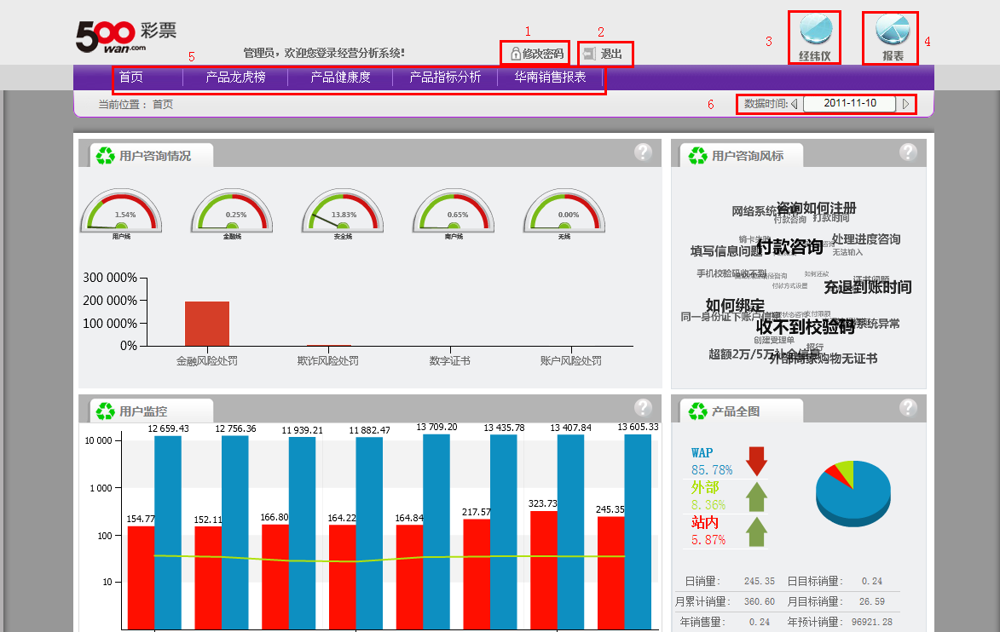 500 彩票
wan.com
管理员，欢迎您登录经营分析系统!
1
修改密码
2
退出
3
经纬仪
4
报表
5
首页 产品龙虎榜 产品健康度 产品指标分析 华南销售报表
当前位置： 首页
6
数据时间: 2011-11-10
用户咨询情况
?
1.54%
用户线
0.25%
金融线
13.83%
安全线
0.65%
商户线
0.00%
无线
300 000%
200 000%
100 000%
0%
金融风险处罚 欺诈风险处罚 数字证书 账户风险处罚
用户咨询风标
?
咨询如何注册
网络系统
付款咨询
打款时间
处理进度咨询
付款咨询
填写信息问题
无法输入
手机校验码收不到
如何还款
付款方式设置
证书问题
充退到账时间
如何绑定
同一身份证下账户信息
收不到校验码
系统异常
创建受理单
银行
超额2万/5万补全信息
外部商家购物无证书
用户监控
?
10 000
1 000
100
10
12 659.43 12 756.36 11 939.21 11 882.47 13 709.20 13 435.78 13 407.84 13 605.33
154.77 152.11 166.80 164.22 164.84 217.57 323.73 245.35
产品全图
?
WAP
85.78%
外部
8.36%
站内
5.87%
日销量: 245.35 日目标销量: 0.24
月累计销量: 360.60 月目标销量: 26.59
年销售量: 0.24 年预计销量: 96921.28